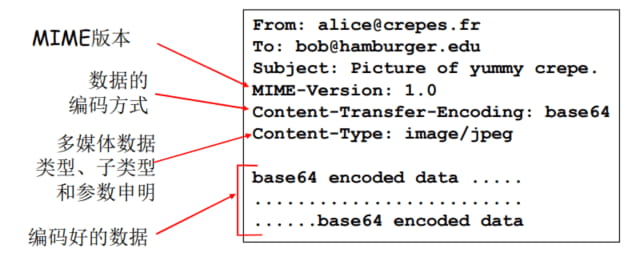 MIME版本
数据的
编码方式
多媒体数据
类型、子类型
和参数申明
编码好的数据
From: alice@crepes.fr
To: bob@hamburger.edu
Subject: Picture of yummy crepe.
MIME-Version: 1.0
Content-Transfer-Encoding: base64
Content-Type: image/jpeg
base64 encoded data .....
.........................
......base64 encoded data